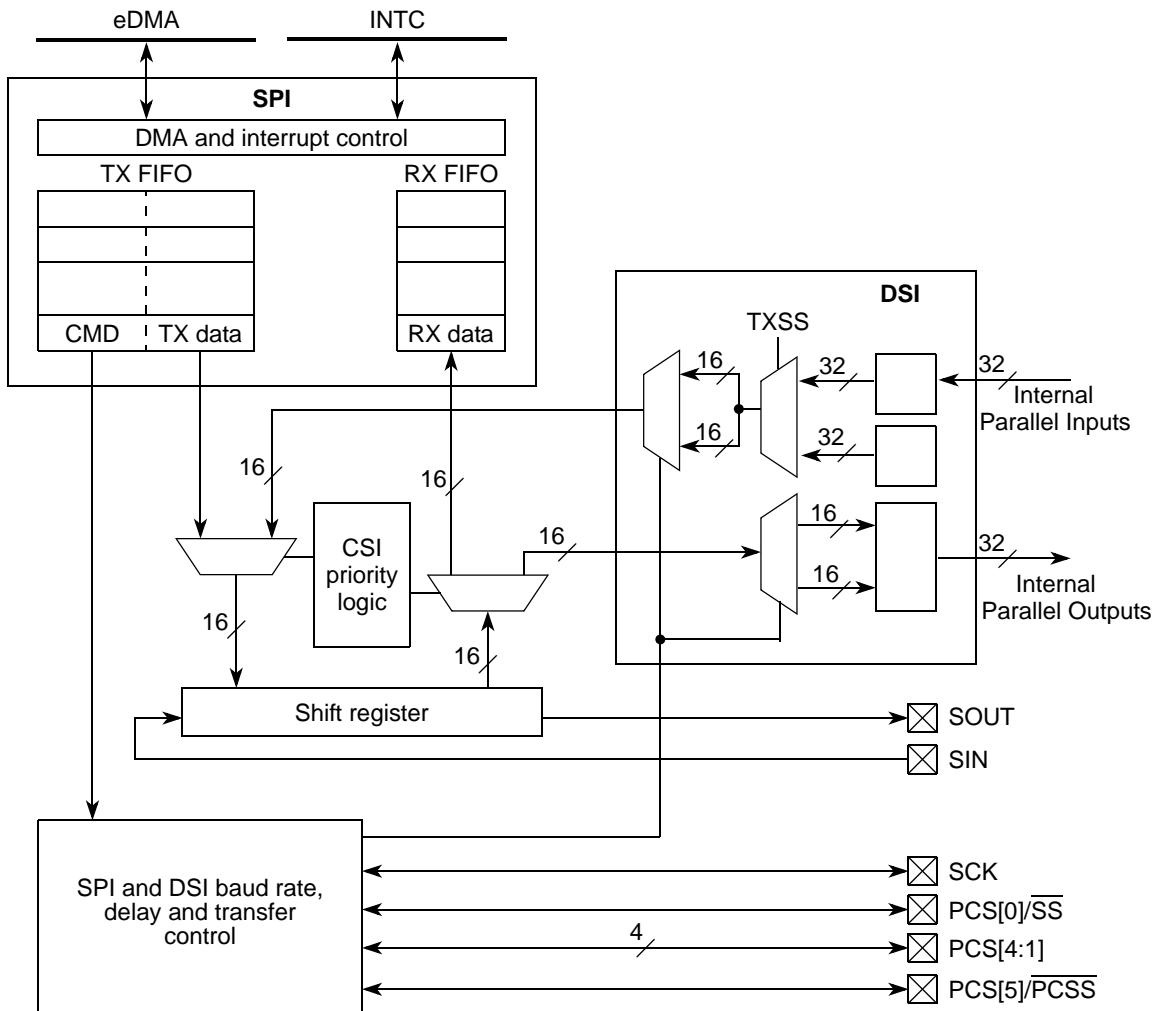 eDMA
INTC
SPI
DMA and interrupt control
TX FIFO
RX FIFO
CMD
TX data
RX data
DSI
TXSS
16
32
32
Internal
Parallel Inputs
16
32
16
16
16
CSI
priority
logic
16
16
32
Internal
Parallel Outputs
16
16
16
Shift register
SOUT
SIN
SPI and DSI baud rate,
delay and transfer
control
SCK
PCS[0]/S̅S̅
4
PCS[4:1]
PCS[5]/P̅C̅S̅S̅